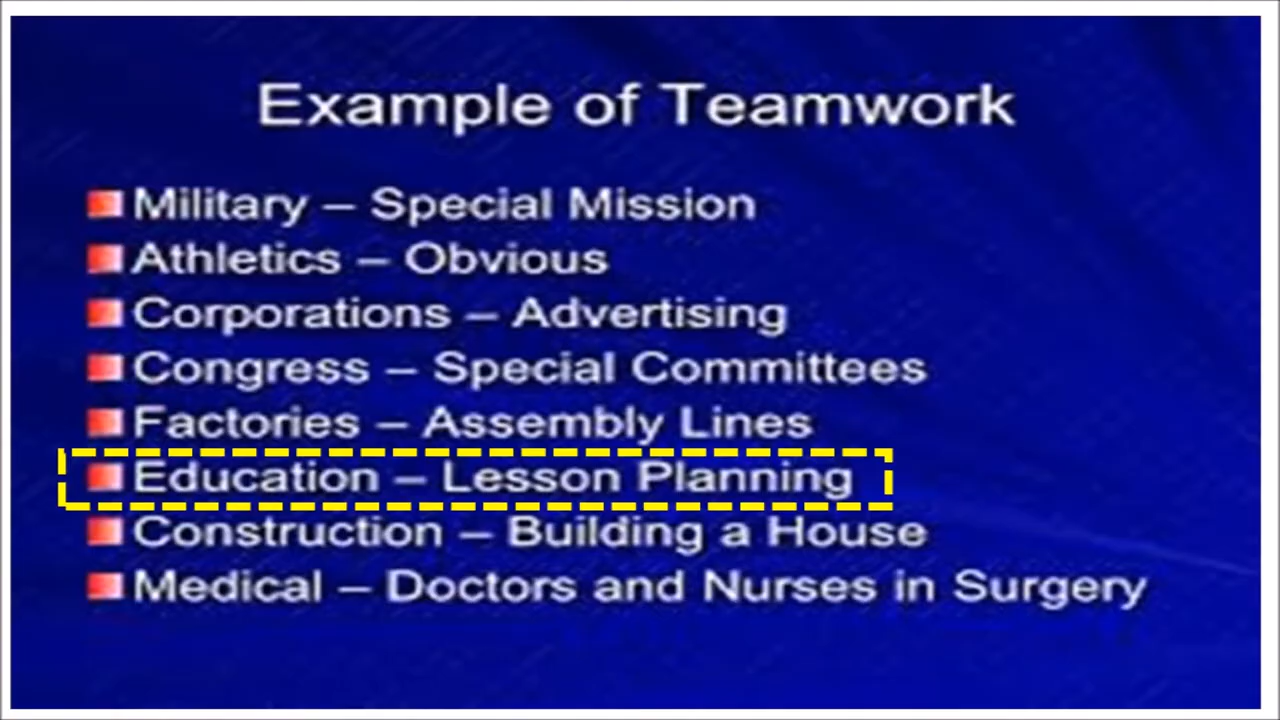 Example of Teamwork
Military – Special Mission
Athletics – Obvious
Corporations – Advertising
Congress – Special Committees
Factories – Assembly Lines
Education – Lesson Planning
Construction – Building a House
Medical – Doctors and Nurses in Surgery